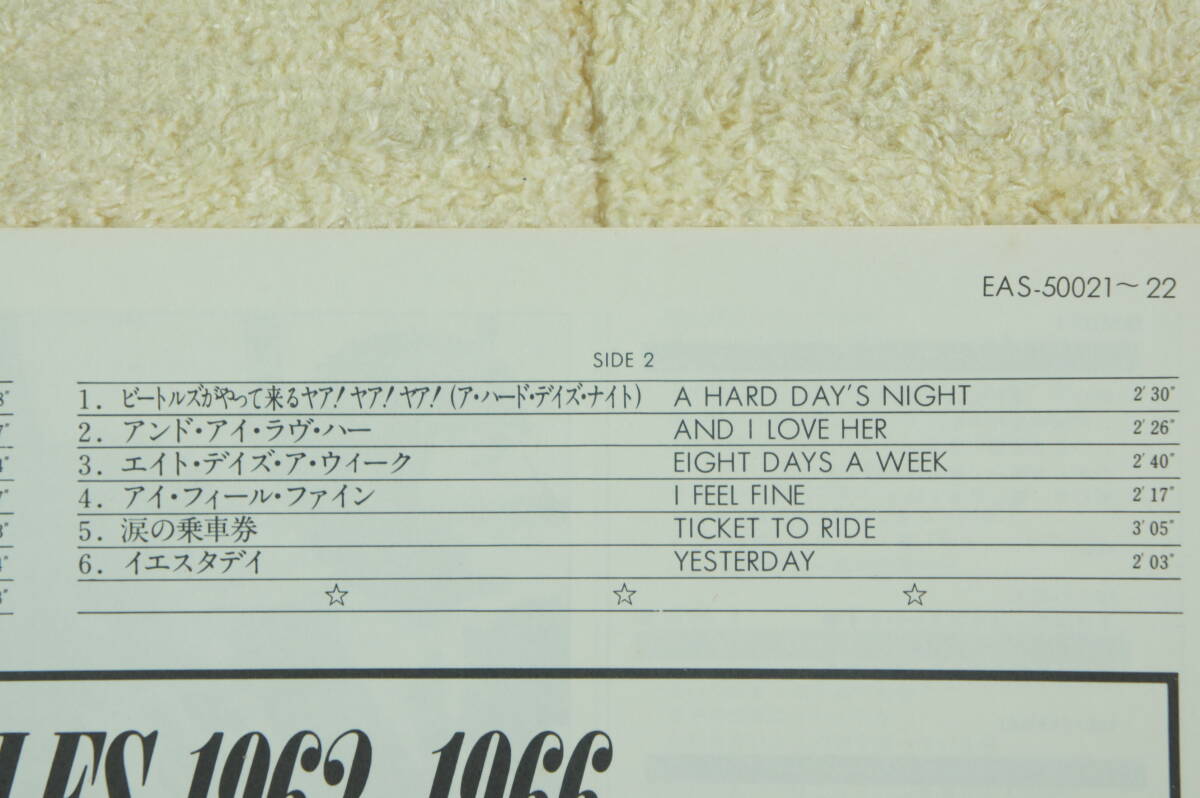 EAS-50021～22
SIDE 2
1. ビートルズがやって来るヤア!ヤア!ヤア!(ア・ハード・デイズ・ナイト) A HARD DAY'S NIGHT 2'30"
2. アンド・アイ・ラヴ・ハー AND I LOVE HER 2'26"
3. エイト・デイズ・ア・ウィーク EIGHT DAYS A WEEK 2'40"
4. アイ・フィール・ファイン I FEEL FINE 2'17"
5. 涙の乗車券 TICKET TO RIDE 3'05"
6. イエスタデイ YESTERDAY 2'03"
☆ ☆ ☆
LES 1962 1966